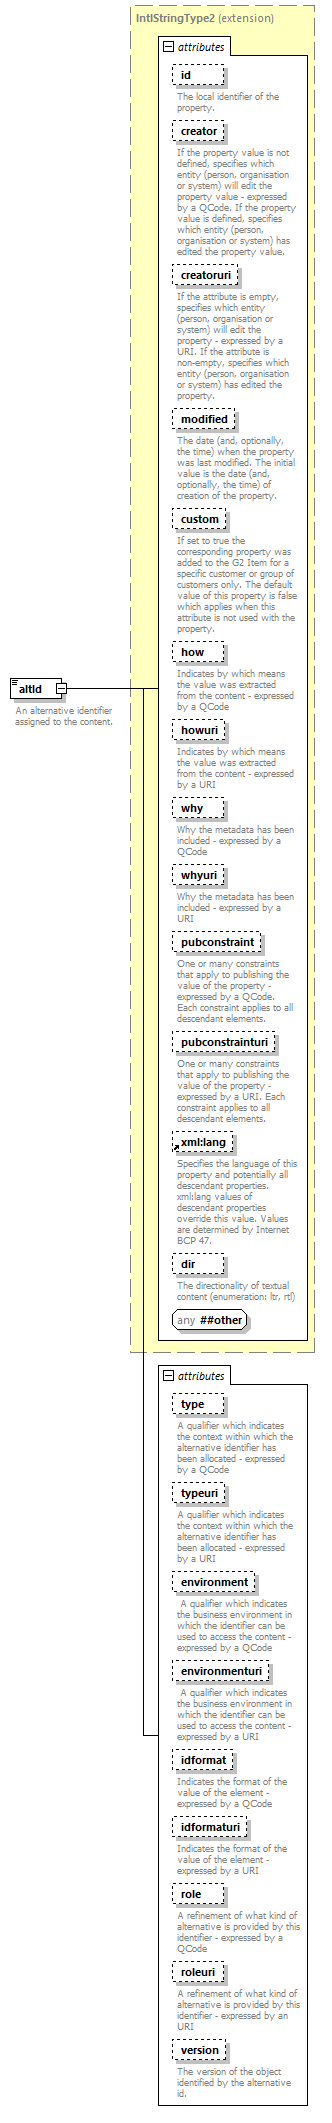 IntlStringType2 (extension)
attributes
id
The local identifier of the
property.
creator
If the property value is not
defined, specifies which
entity (person, organisation
or system) will edit the
property value - expressed
by a QCode. If the property
value is defined, specifies
which entity (person,
organisation or system) has
edited the property value.
creatoruri
If the attribute is empty,
specifies which entity
(person, organisation or
system) will edit the
property - expressed by a
URI. If the attribute is
non-empty, specifies which
entity (person, organisation
or system) has edited the
property.
modified
The date (and, optionally,
the time) when the property
was last modified. The initial
value is the date (and,
optionally, the time) of
creation of the property.
custom
If set to true the
corresponding property was
added to the G2 Item for a
specific customer or group of
customers only. The default
value of this property is false
which applies when this
attribute is not used with the
property.
how
Indicates by which means
the value was extracted
from the content - expressed
by a QCode
howuri
Indicates by which means
the value was extracted
from the content - expressed
by a URI
why
Why the metadata has been
included - expressed by a
QCode
whyuri
Why the metadata has been
included - expressed by a
URI
pubconstraint
One or many constraints
that apply to publishing the
value of the property -
expressed by a QCode.
Each constraint applies to all
descendant elements.
pubconstrainturi
One or many constraints
that apply to publishing the
value of the property -
expressed by a URI. Each
constraint applies to all
descendant elements.
xml:lang
Specifies the language of this
property and potentially all
descendant properties.
xml:lang values of
descendant properties
override this value. Values
are determined by Internet
BCP 47.
dir
The directionality of textual
content (enumeration: ltr, rtl)
any ##other
altId
An alternative identifier
assigned to the content.
attributes
type
A qualifier which indicates
the context within which the
alternative identifier has
been allocated - expressed
by a QCode
typeuri
A qualifier which indicates
the context within which the
alternative identifier has
been allocated - expressed
by a URI
environment
A qualifier which indicates
the business environment in
which the identifier can be
used to access the content -
expressed by a QCode
environmenturi
A qualifier which indicates
the business environment in
which the identifier can be
used to access the content -
expressed by a URI
idformat
Indicates the format of the
value of the element -
expressed by a QCode
idformaturi
Indicates the format of the
value of the element -
expressed by a URI
role
A refinement of what kind of
alternative is provided by this
identifier - expressed by a
QCode
roleuri
A refinement of what kind of
alternative is provided by this
identifier - expressed by an
URI
version
The version of the object
identified by the alternative
id.